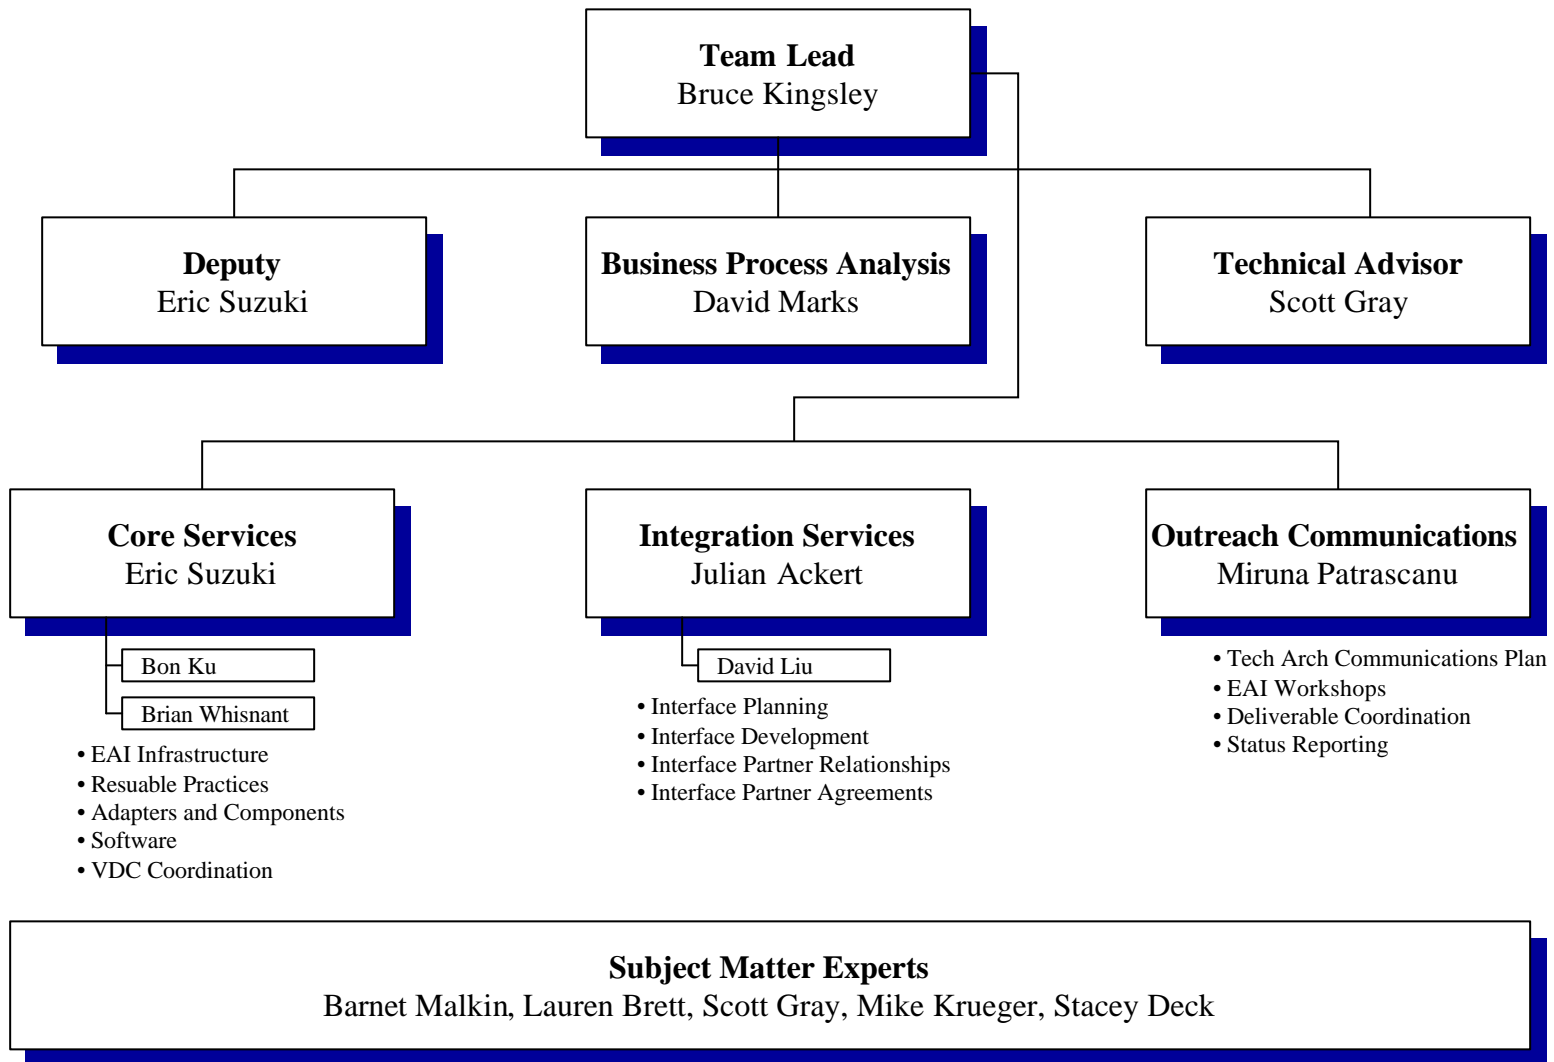 Team Lead
Bruce Kingsley
Deputy
Eric Suzuki
Business Process Analysis
David Marks
Technical Advisor
Scott Gray
Core Services
Eric Suzuki
Bon Ku
Brian Whisnant
• EAI Infrastructure
• Resuable Practices
• Adapters and Components
• Software
• VDC Coordination
Integration Services
Julian Ackert
David Liu
• Interface Planning
• Interface Development
• Interface Partner Relationships
• Interface Partner Agreements
Outreach Communications
Miruna Patrascanu
• Tech Arch Communications Plan
• EAI Workshops
• Deliverable Coordination
• Status Reporting
Subject Matter Experts
Barnet Malkin, Lauren Brett, Scott Gray, Mike Krueger, Stacey Deck